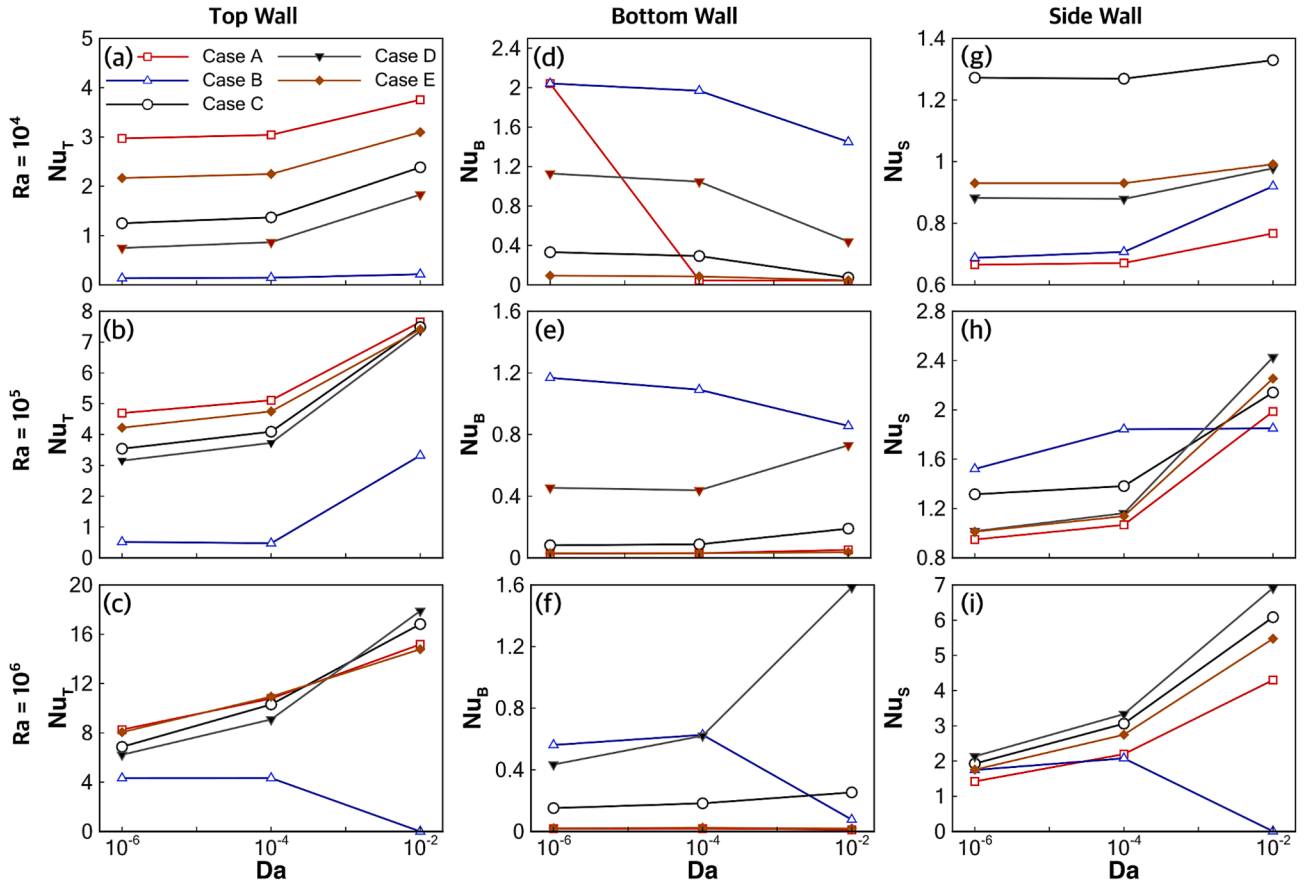 Top Wall Bottom Wall Side Wall
Ra = 10⁴
Nu_T
(a)
Case A Case D
Case B Case E
Case C
5
4
3
2
1
0
Nu_B
(d)
2.4
2
1.6
1.2
0.8
0.4
0
Nu_S
(g)
1.4
1.2
1
0.8
0.6
Ra = 10⁵
Nu_T
(b)
8
7
6
5
4
3
2
1
0
Nu_B
(e)
1.6
1.2
0.8
0.4
0
Nu_S
(h)
2.8
2.4
2
1.6
1.2
0.8
Ra = 10⁶
Nu_T
(c)
20
16
12
8
4
0
10⁻⁶ 10⁻⁴ 10⁻²
Da
Nu_B
(f)
1.6
1.2
0.8
0.4
0
10⁻⁶ 10⁻⁴ 10⁻²
Da
Nu_S
(i)
7
6
5
4
3
2
1
0
10⁻⁶ 10⁻⁴ 10⁻²
Da